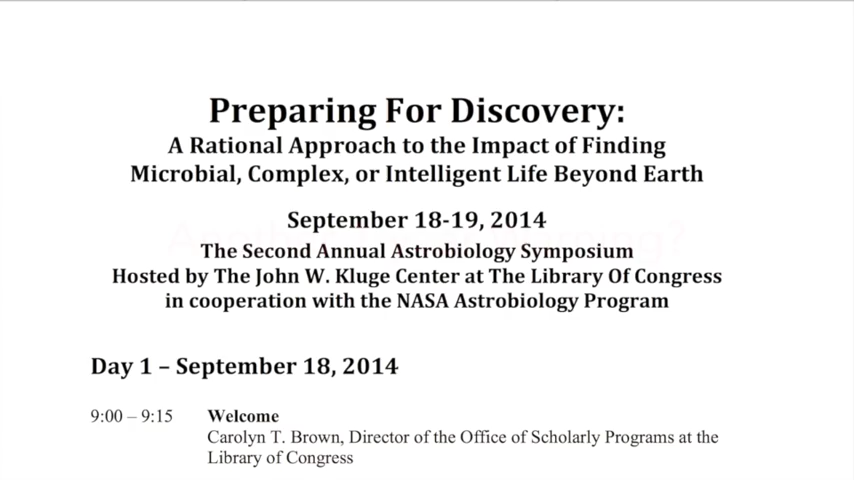 Preparing For Discovery:
A Rational Approach to the Impact of Finding
Microbial, Complex, or Intelligent Life Beyond Earth
September 18-19, 2014
The Second Annual Astrobiology Symposium
Hosted by The John W. Kluge Center at The Library Of Congress
in cooperation with the NASA Astrobiology Program
Day 1 – September 18, 2014
9:00 – 9:15 Welcome
Carolyn T. Brown, Director of the Office of Scholarly Programs at the
Library of Congress